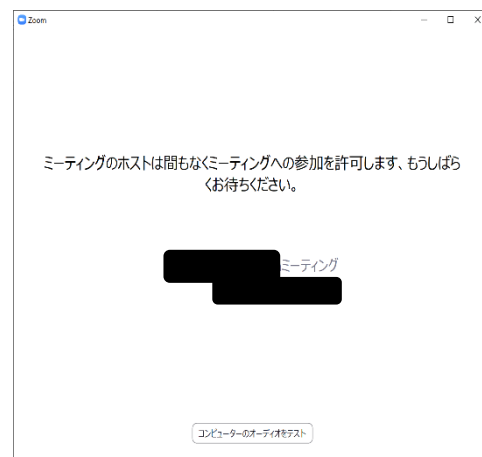 Zoom
ミーティングのホストは間もなくミーティングへの参加を許可します、もうしばら
くお待ちください。
ミーティング
コンピューターのオーディオをテスト